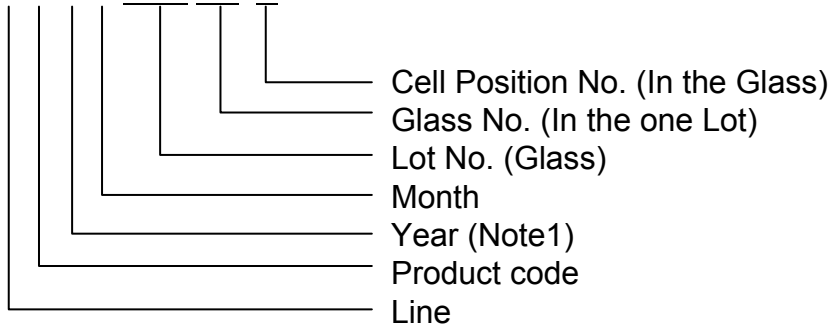 Cell Position No. (In the Glass)
Glass No. (In the one Lot)
Lot No. (Glass)
Month
Year (Note1)
Product code
Line